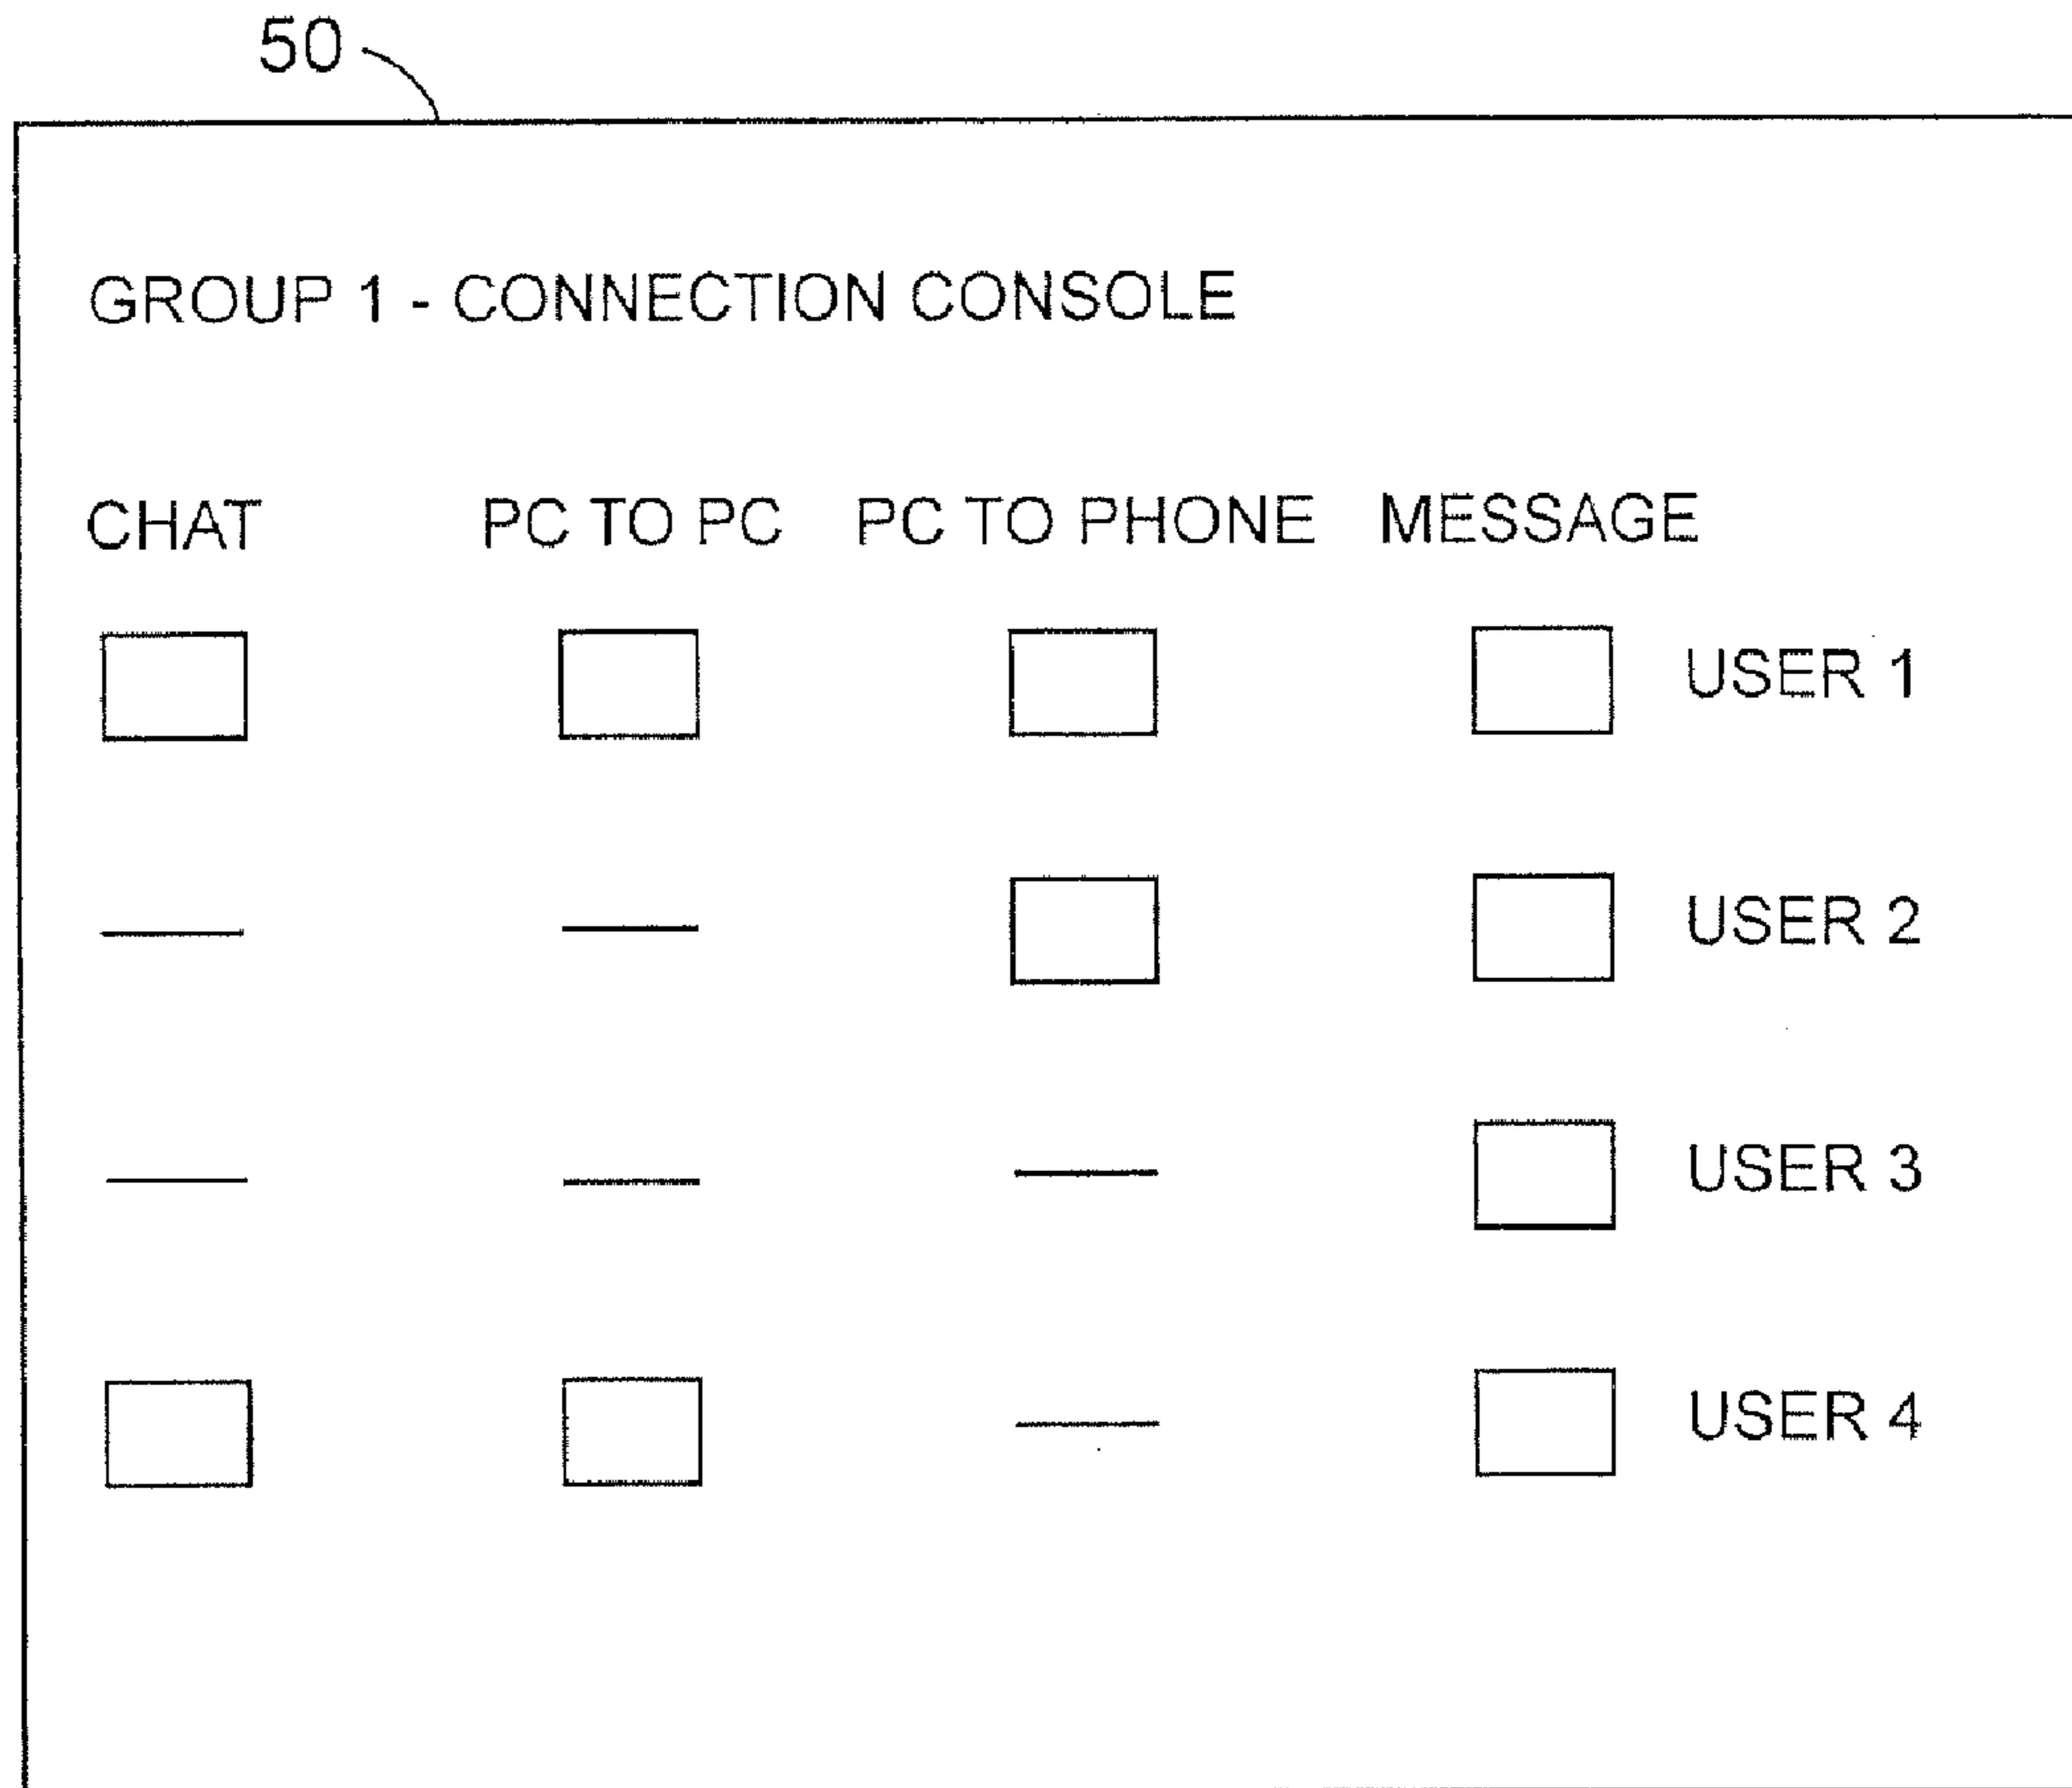 50
GROUP 1 - CONNECTION CONSOLE
CHAT PC TO PC PC TO PHONE MESSAGE
USER 1
USER 2
USER 3
USER 4